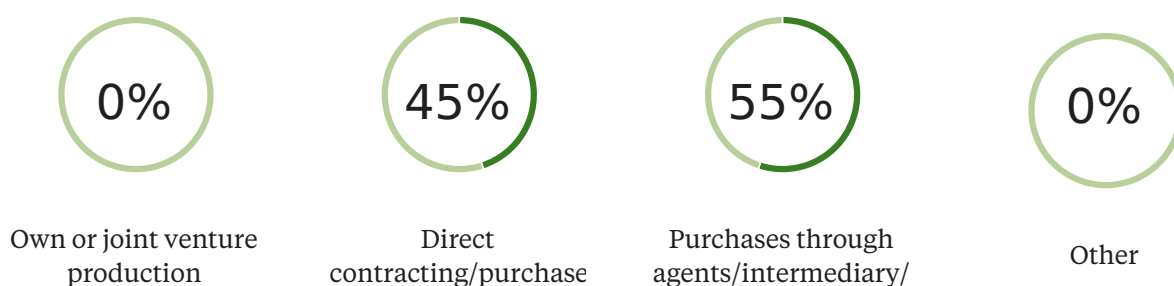 0%
45%
55%
0%
Own or joint venture
production
Direct
contracting/purchase
Purchases through
agents/intermediary/
Other